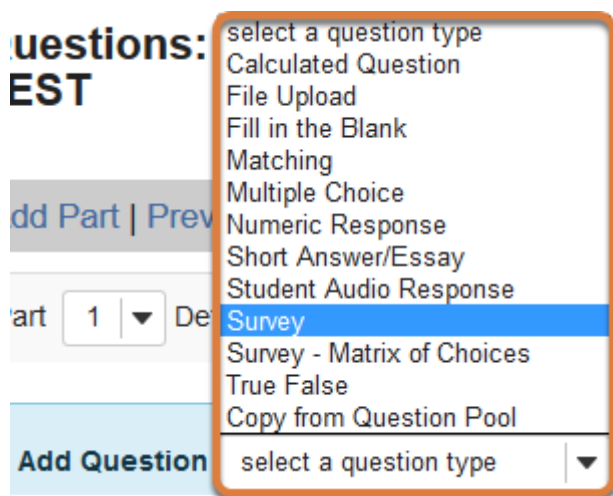 uestions:
EST
dd Part | Prev
art 1 De
select a question type
Calculated Question
File Upload
Fill in the Blank
Matching
Multiple Choice
Numeric Response
Short Answer/Essay
Student Audio Response
Survey
Survey - Matrix of Choices
True False
Copy from Question Pool
Add Question select a question type